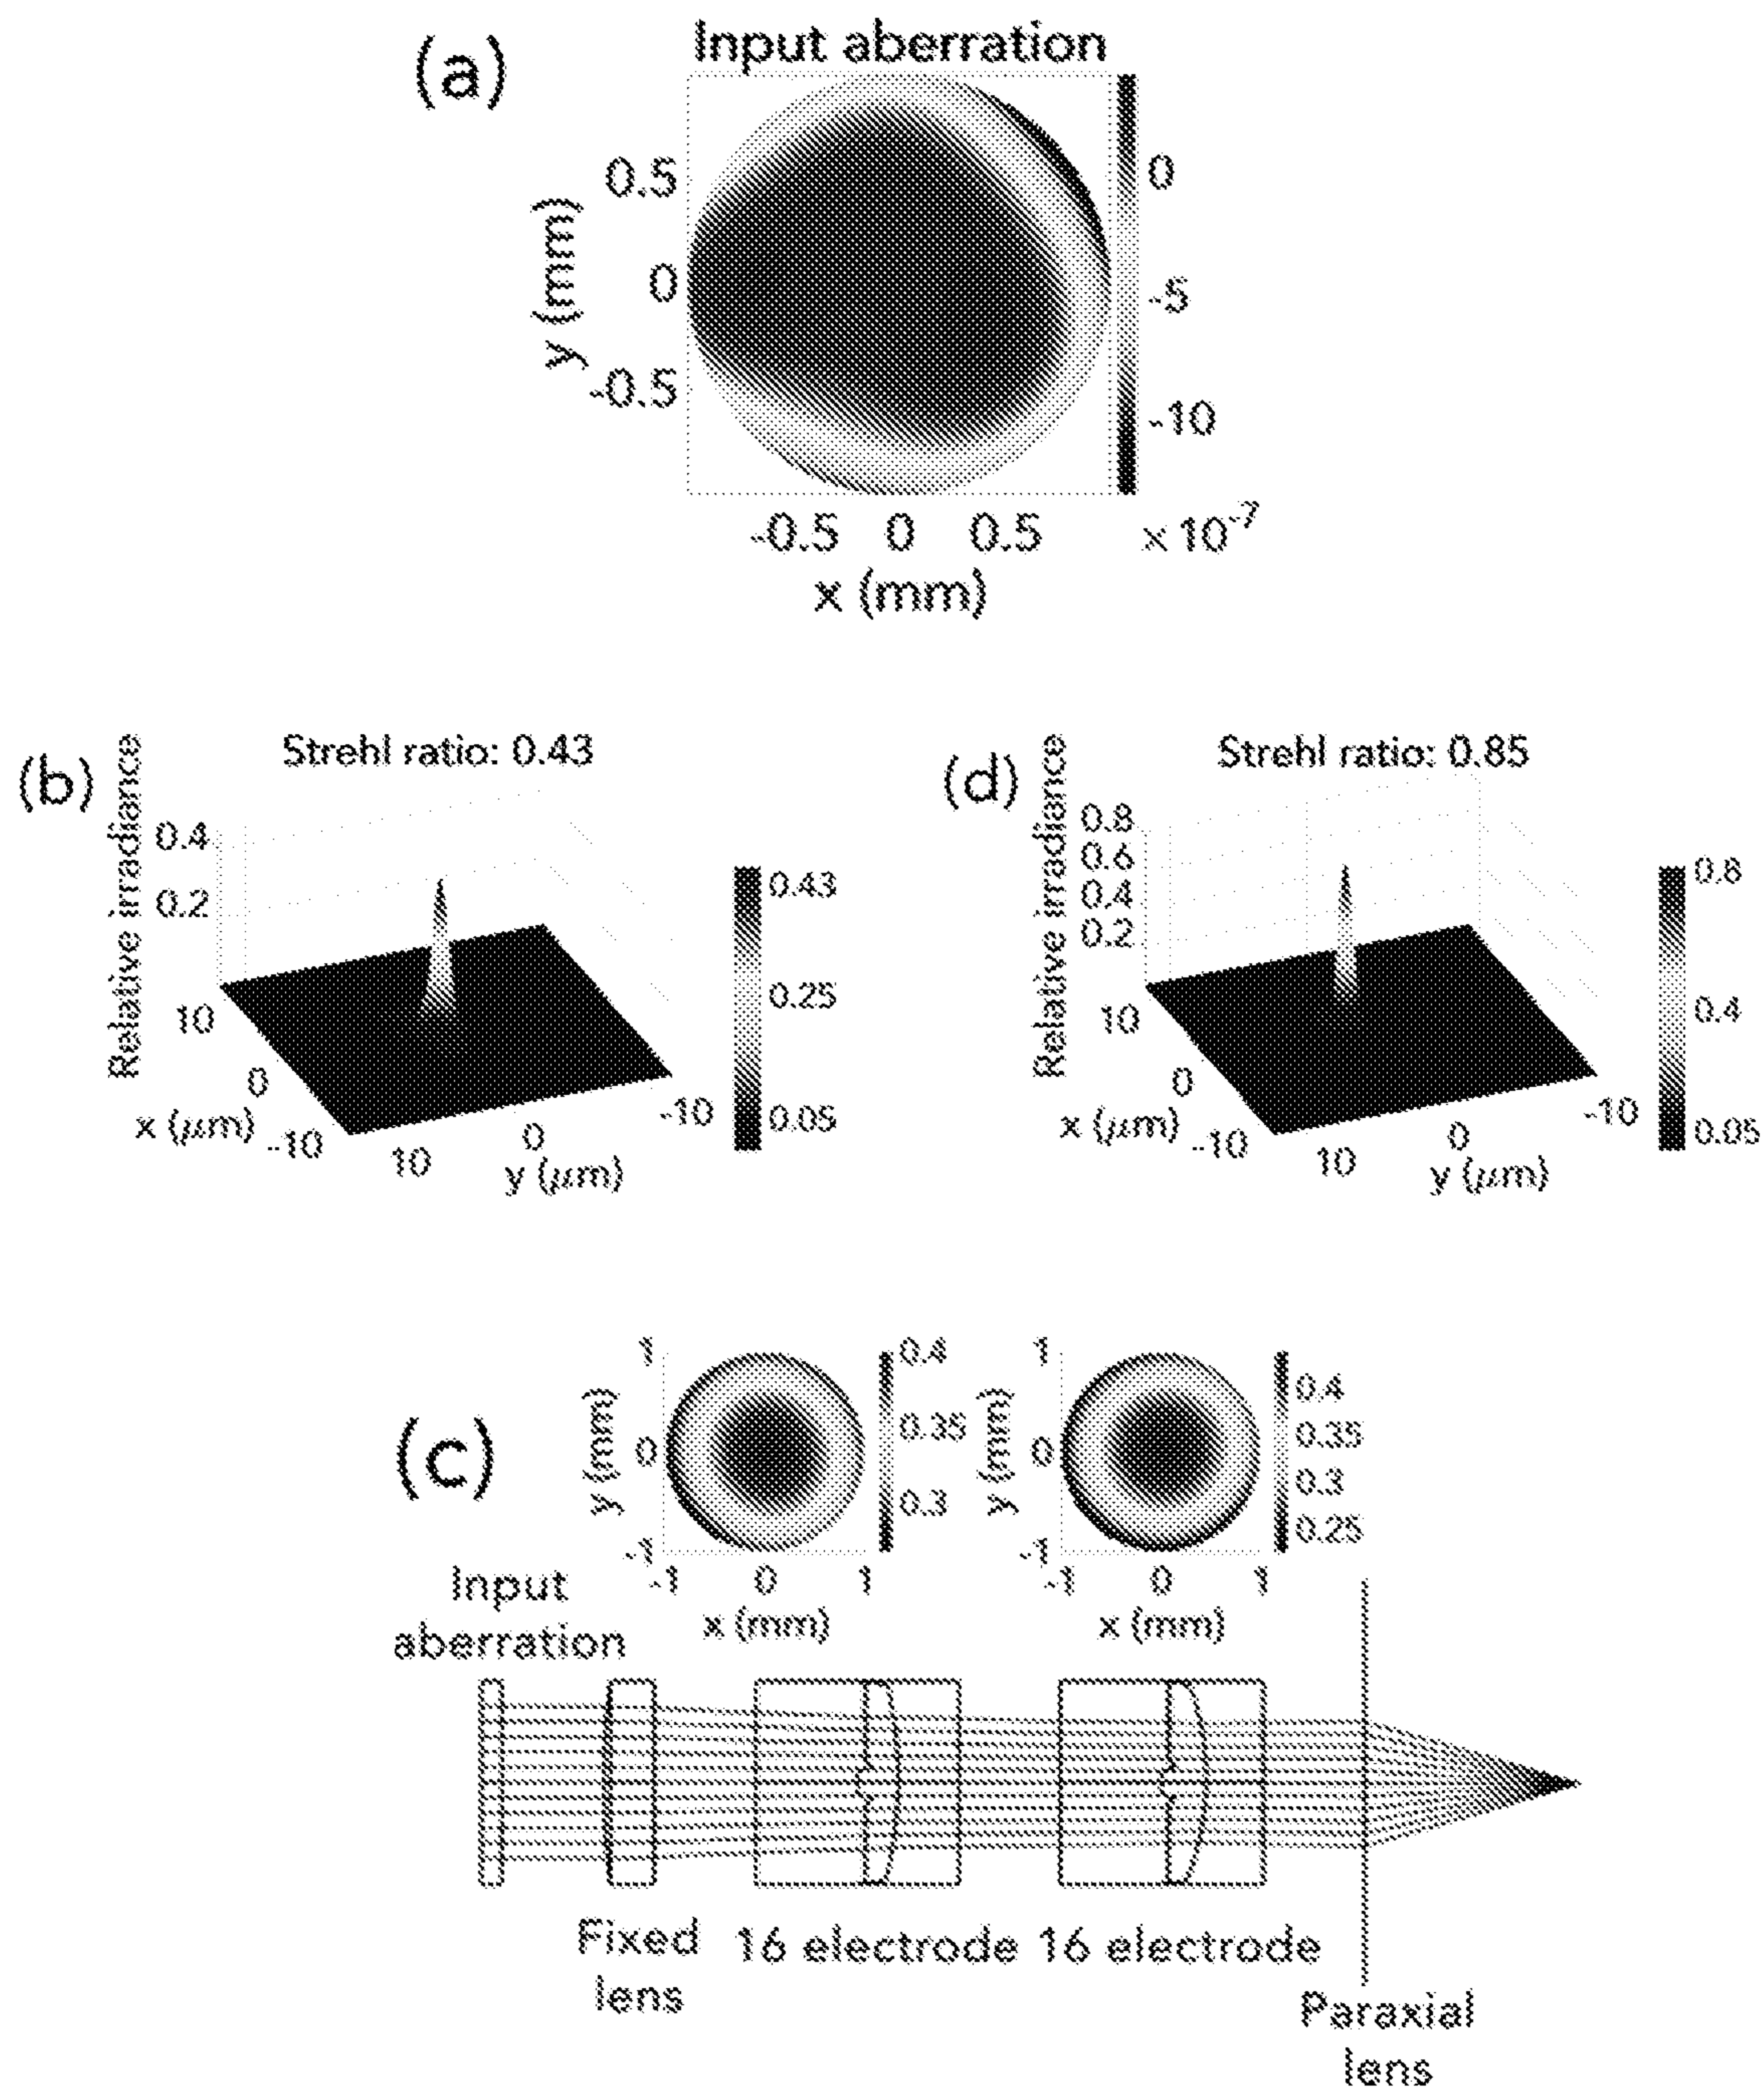 (a)
Input aberration
0.5
0
-0.5
y (mm)
0
-5
-10
-0.5 0 0.5
×10-7
x (mm)
(b)
Strehl ratio: 0.43
Relative irradiance
0.4
0.2
10
0
-10
x (μm)
10
0
-10
y (μm)
0.43
0.25
0.05
(d)
Strehl ratio: 0.85
Relative irradiance
0.8
0.6
0.4
0.2
10
0
-10
x (μm)
10
0
-10
y (μm)
0.8
0.4
0.05
(c)
1
0
-1
y (mm)
-1 0 1
x (mm)
0.4
0.35
0.3
1
0
-1
y (mm)
-1 0 1
x (mm)
0.4
0.35
0.3
0.25
Input
aberration
Fixed
lens
16 electrode
16 electrode
Paraxial
lens